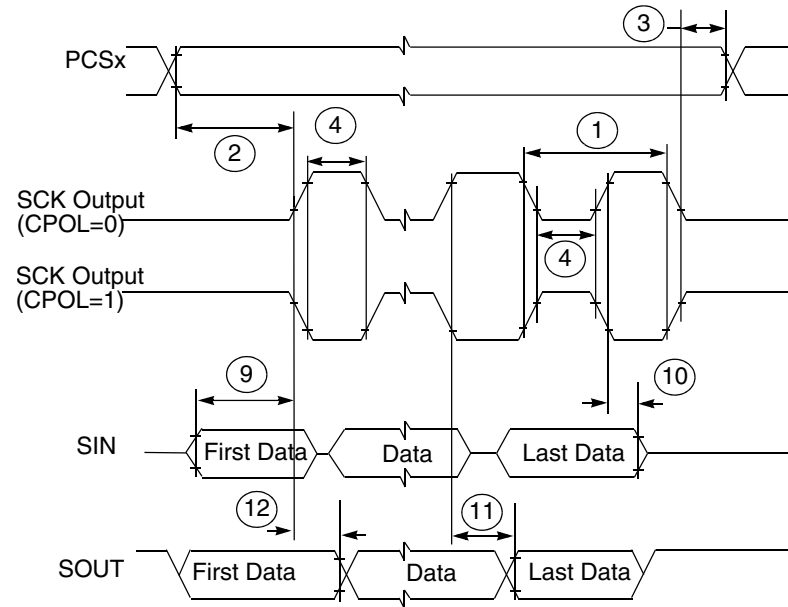 3
PCSx
2
4
1
SCK Output
(CPOL=0)
4
SCK Output
(CPOL=1)
9
10
SIN
First Data
Data
Last Data
12
11
SOUT
First Data
Data
Last Data